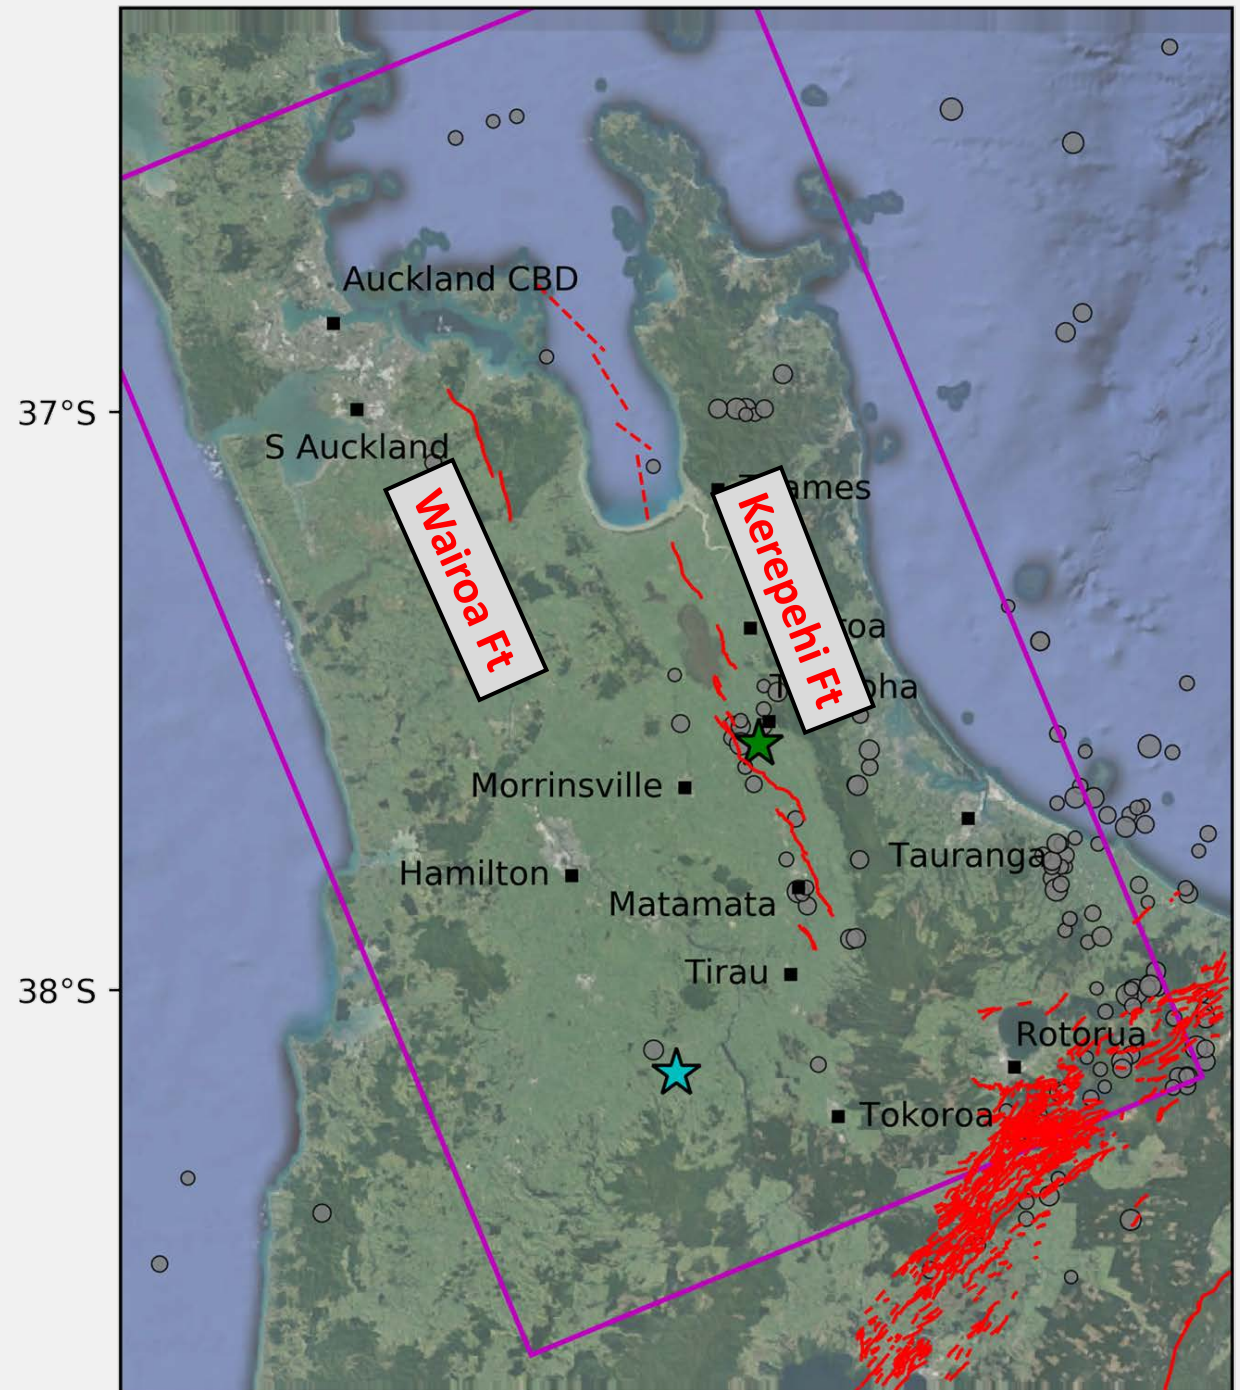 Auckland CBD
37°S
S Auckland
Wairoa Ft
Kerepehi Ft
Morrinsville
Hamilton
Tauranga
Matamata
Tirau
38°S
Rotorua
Tokoroa